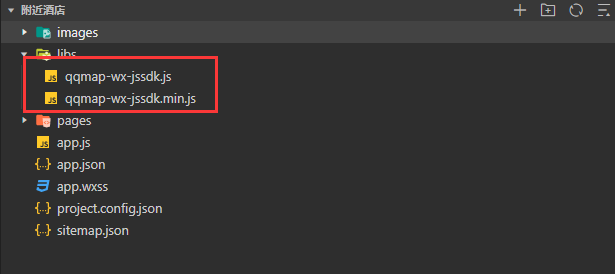 附近酒店
images
libs
JS qqmap-wx-jssdk.js
JS qqmap-wx-jssdk.min.js
pages
JS app.js
{..} app.json
app.wxss
{..} project.config.json
{..} sitemap.json